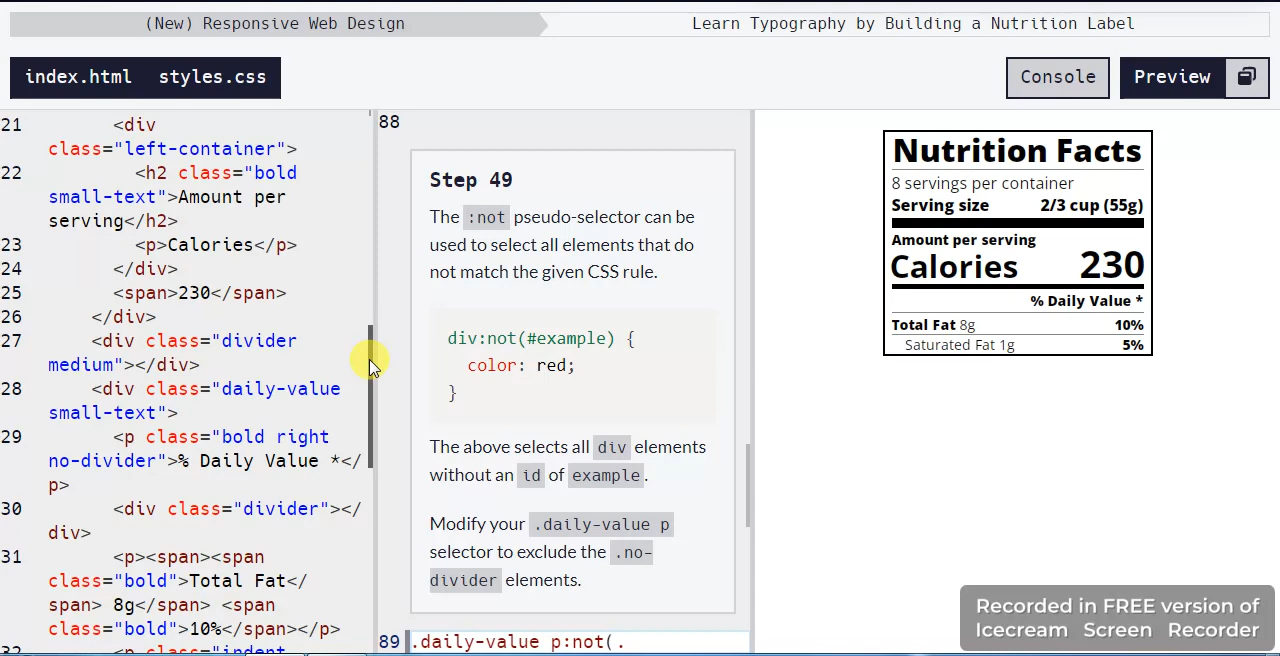 (New) Responsive Web Design
Learn Typography by Building a Nutrition Label
index.html styles.css
Console
Preview
21 <div
class="left-container">
22 <h2 class="bold
small-text">Amount per
serving</h2>
23 <p>Calories</p>
24 </div>
25 <span>230</span>
26 </div>
27 <div class="divider
medium"></div>
28 <div class="daily-value
small-text">
29 <p class="bold right
no-divider">% Daily Value *</
p>
30 <div class="divider"></
div>
31 <p><span><span
class="bold">Total Fat</
span> 8g</span> <span
class="bold">10%</span></p>
32 <p class="indent
88
Step 49
The :not pseudo-selector can be
used to select all elements that do
not match the given CSS rule.
div:not(#example) {
color: red;
}
The above selects all div elements
without an id of example.
Modify your .daily-value p
selector to exclude the .no-
divider elements.
89 .daily-value p:not(.
Nutrition Facts
8 servings per container
Serving size 2/3 cup (55g)
Amount per serving
Calories 230
% Daily Value *
Total Fat 8g 10%
Saturated Fat 1g 5%
Recorded in FREE version of
Icecream Screen Recorder